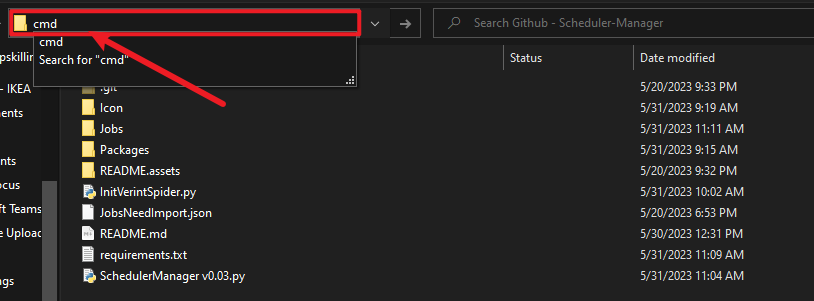 cmd
Search Github - Scheduler-Manager
cmd
Search for "cmd"
pskilling
Status
Date modified
- IKEA
.git
5/20/2023 9:33 PM
Icon
5/31/2023 9:19 AM
ments
Jobs
5/31/2023 11:11 AM
Packages
5/31/2023 9:15 AM
nts
README.assets
5/20/2023 9:32 PM
ocus
InitVerintSpider.py
5/31/2023 10:02 AM
ft Teams
JobsNeedImport.json
5/20/2023 6:53 PM
e Upload
README.md
5/30/2023 12:31 PM
requirements.txt
5/31/2023 11:09 AM
ngs
SchedulerManager v0.03.py
5/31/2023 11:04 AM